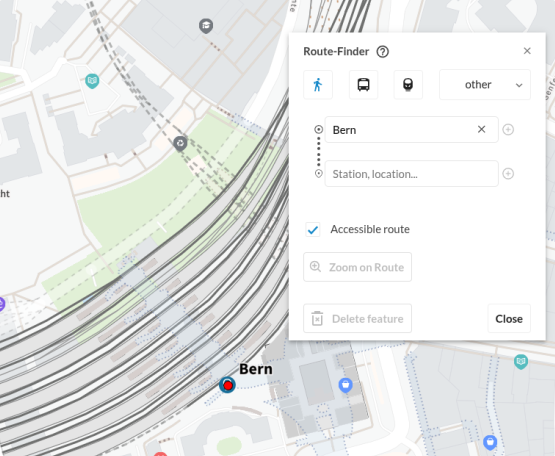 Route-Finder
other
Bern
Station, location...
Accessible route
Zoom on Route
Delete feature
Close
ht
Bern